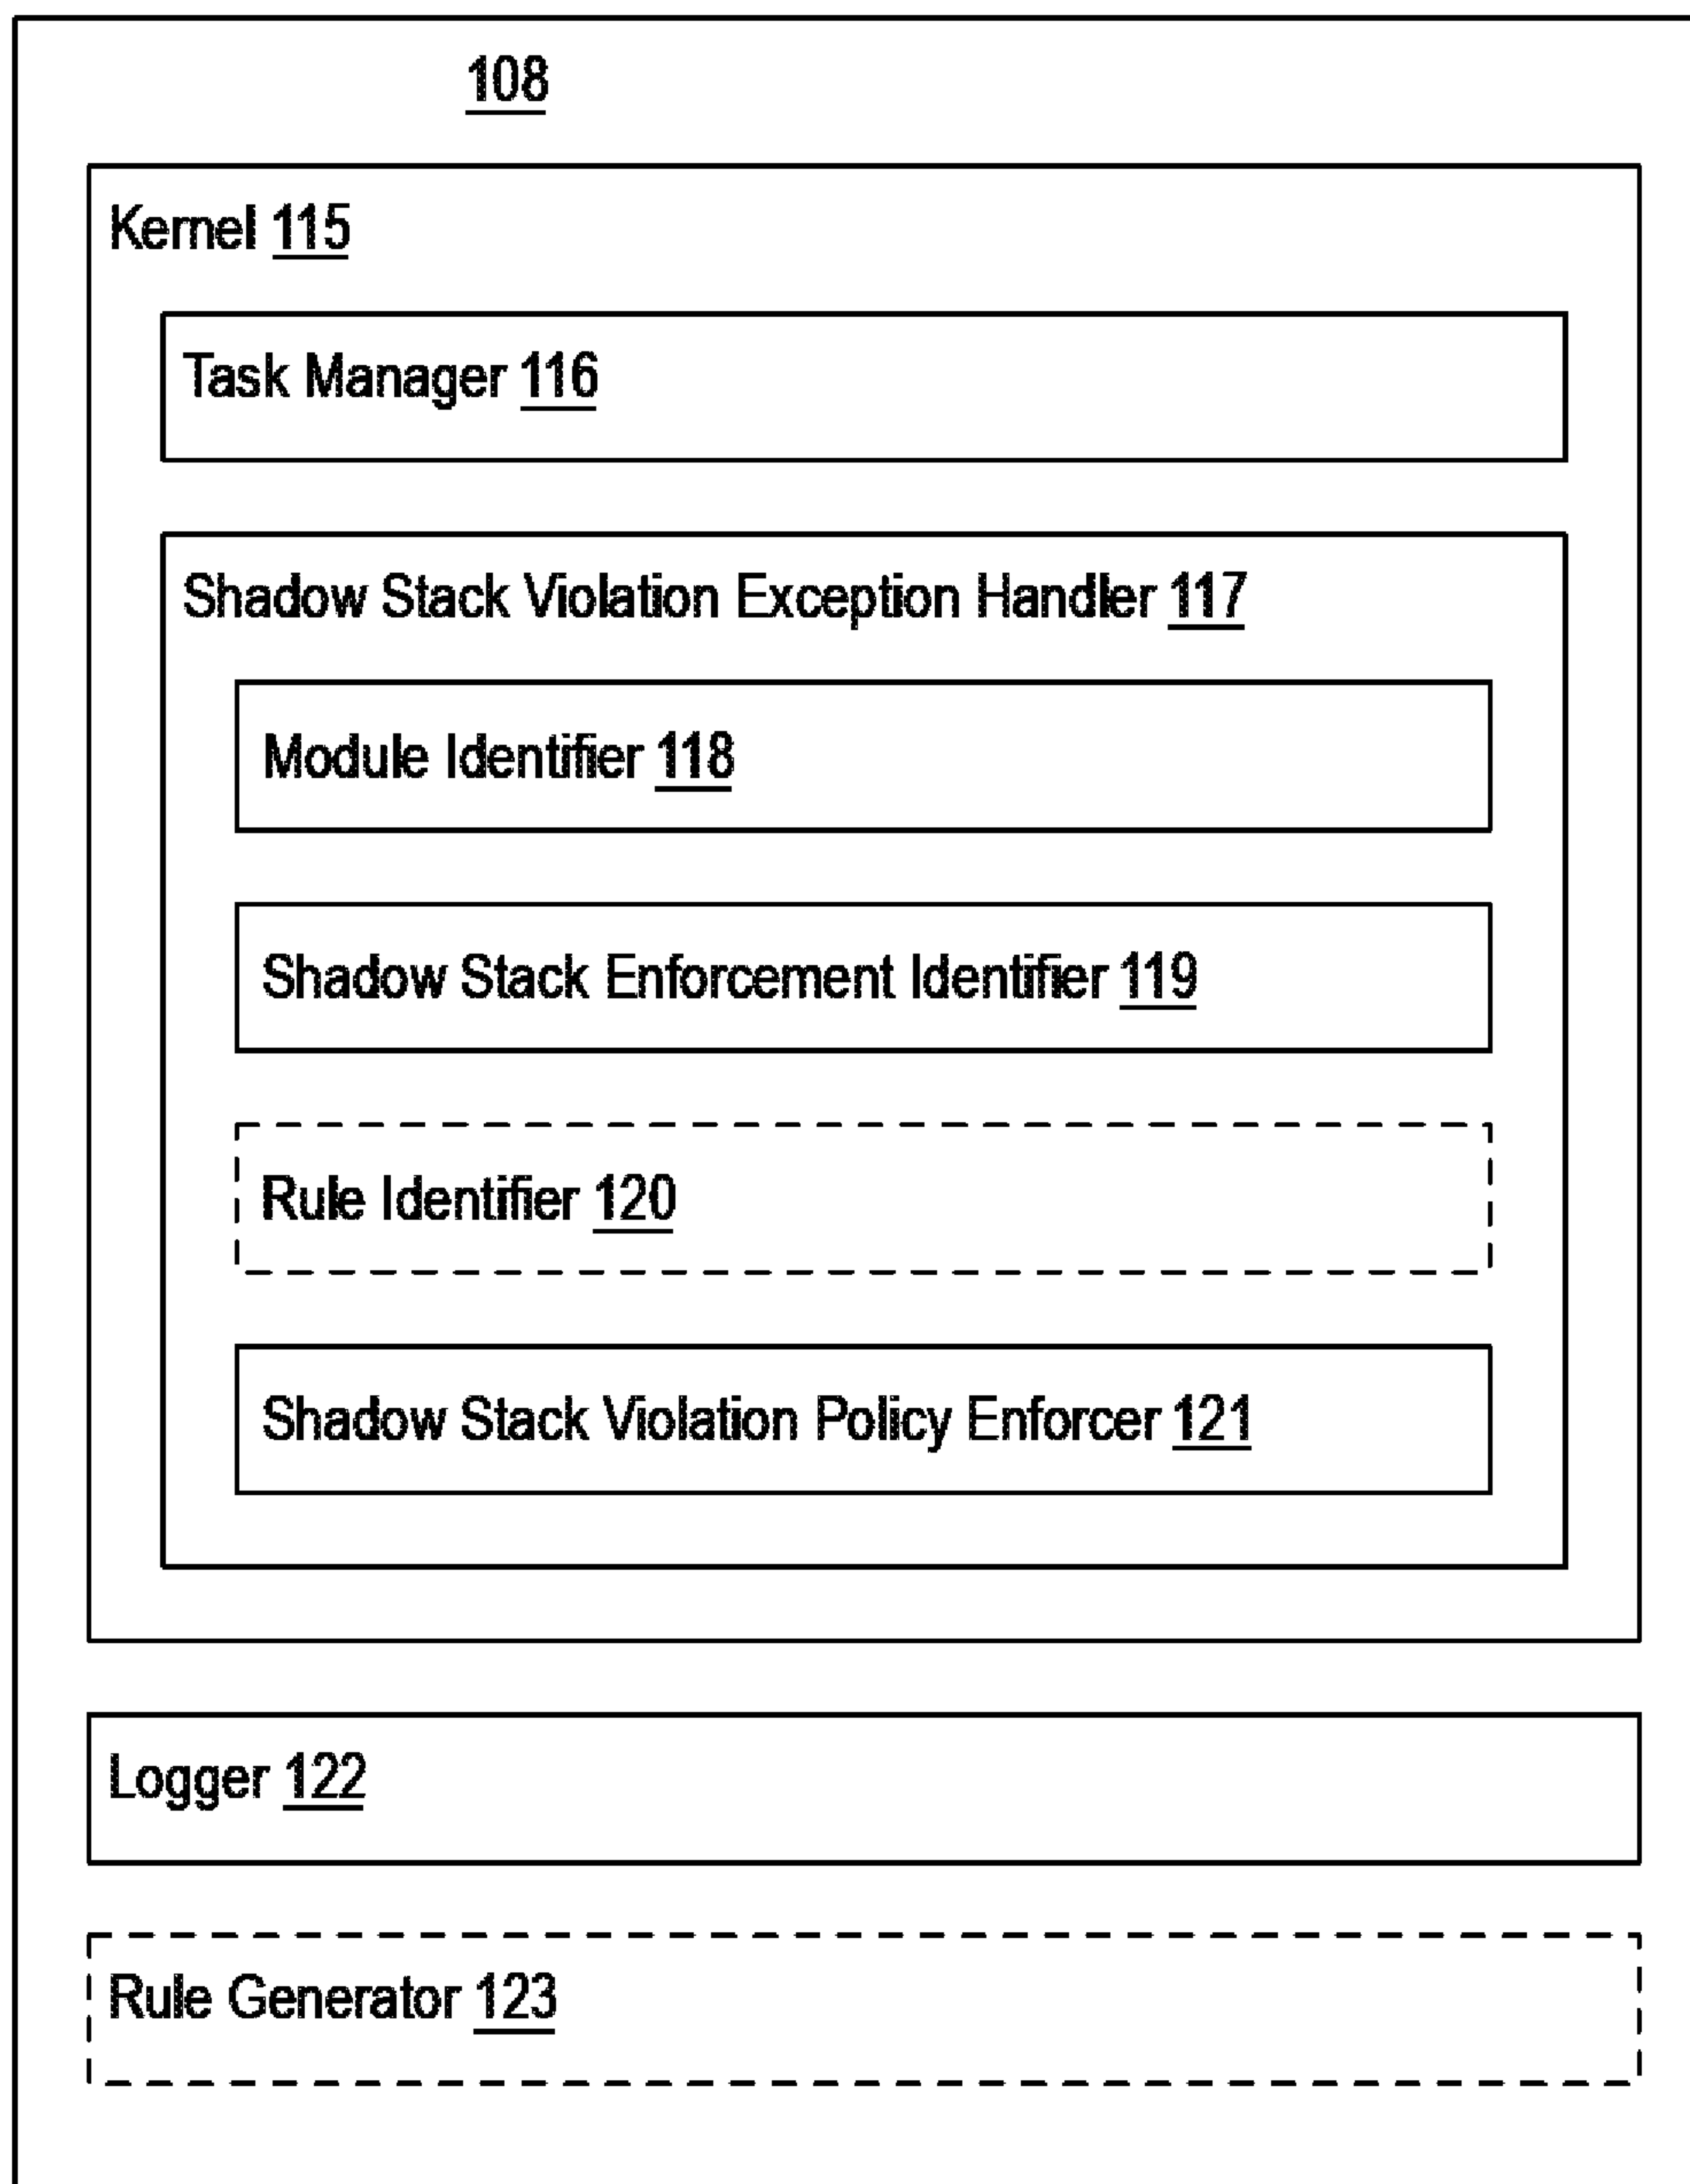 108
Kernel 115
Task Manager 116
Shadow Stack Violation Exception Handler 117
Module Identifier 118
Shadow Stack Enforcement Identifier 119
Rule Identifier 120
Shadow Stack Violation Policy Enforcer 121
Logger 122
Rule Generator 123